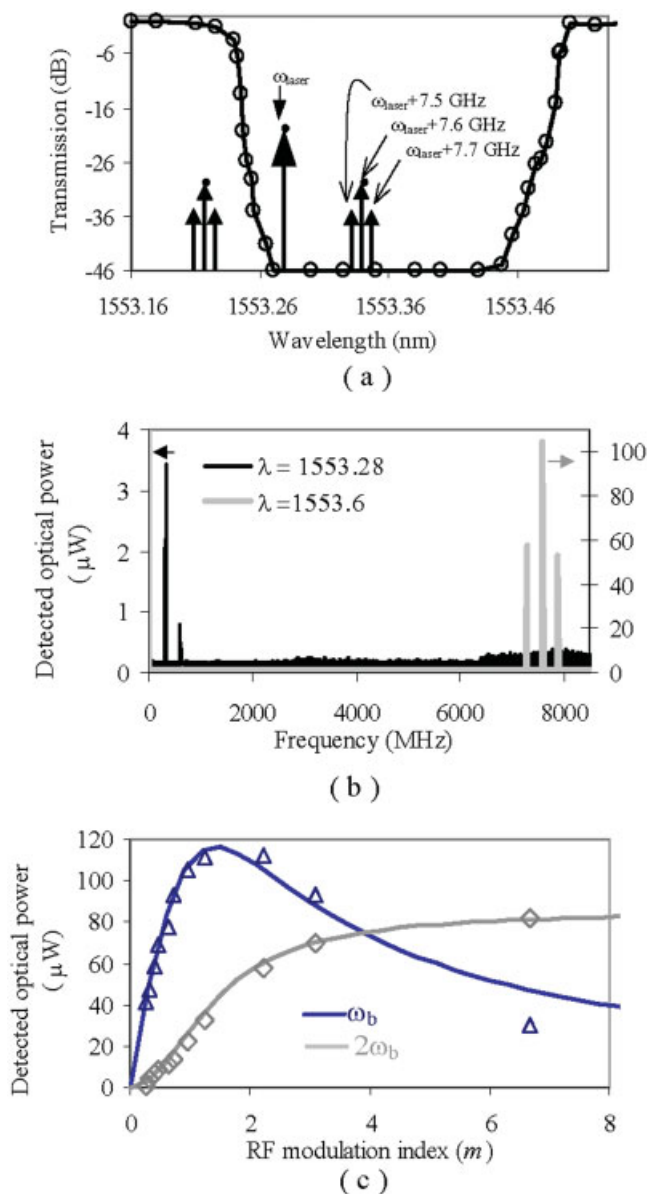 -6
-16
-26
-36
-46
Transmission (dB)
ωlaser
ωlaser+7.5 GHz
ωlaser+7.6 GHz
ωlaser+7.7 GHz
1553.16 1553.26 1553.36 1553.46
Wavelength (nm)
( a )
4
3
2
1
0
Detected optical power
( μW)
λ = 1553.28
λ =1553.6
100
80
60
40
20
0
0 2000 4000 6000 8000
Frequency (MHz)
( b )
120
100
80
60
40
20
0
Detected optical power
( μW)
ωb
2ωb
0 2 4 6 8
RF modulation index (m)
( c )